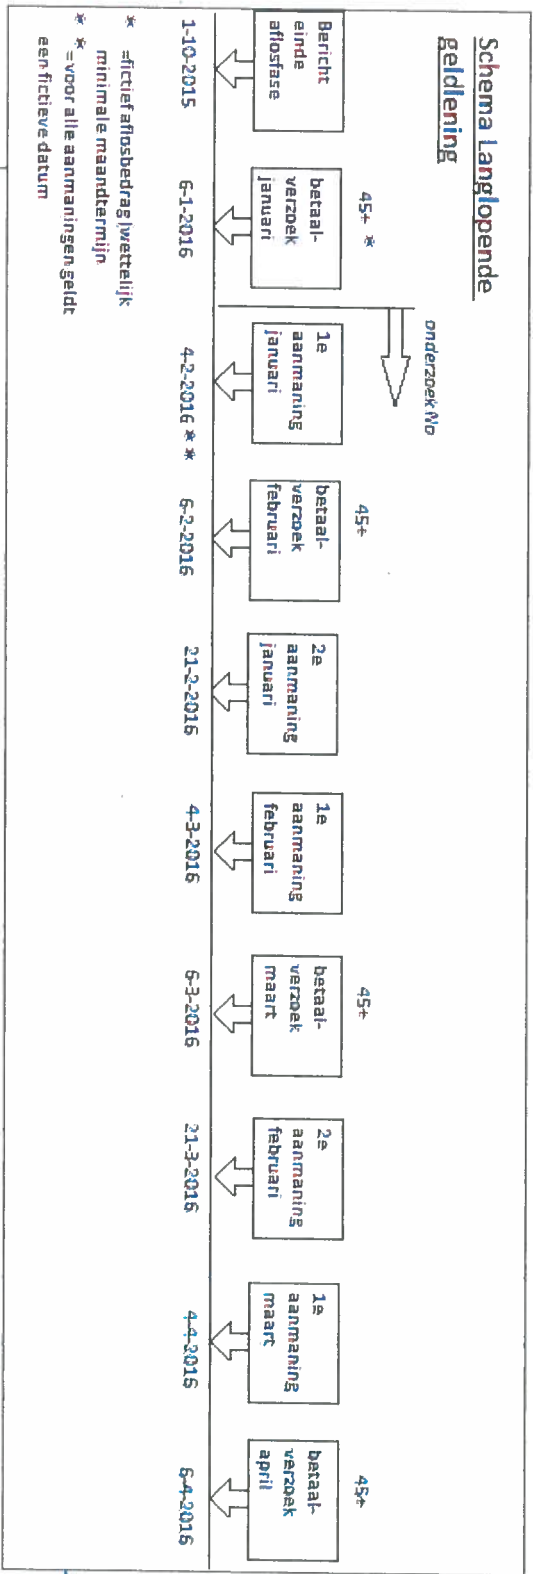 Schema Langlopende
geldlening
onderzoek No
45+ *
45+
45+
45+
Bericht
einde
aflosfase
betaal-
verzoek
januari
1e
aanmaning
januari
betaal-
verzoek
februari
2e
aanmaning
januari
1e
aanmaning
februari
betaal-
verzoek
maart
2e
aanmaning
februari
1e
aanmaning
maart
betaal-
verzoek
april
1-10-2015
6-1-2016
4-2-2016 * *
6-2-2016
21-2-2016
4-3-2016
6-3-2016
21-3-2016
4-4-2016
6-4-2016
* =fictief aflosbedrag (wettelijk
minimale maandtermijn
* * =voor alle aanmaningen geldt
een fictieve datum